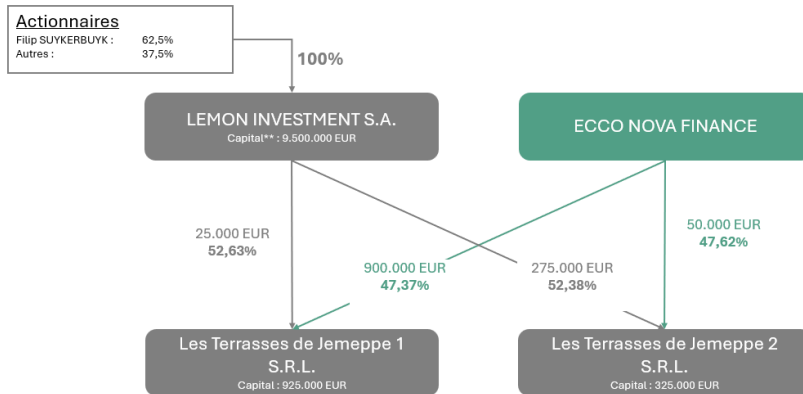 Actionnaires
Filip SUYKERBUYK : 62,5%
Autres : 37,5%
100%
LEMON INVESTMENT S.A.
Capital** : 9.500.000 EUR
ECCO NOVA FINANCE
25.000 EUR
52,63%
900.000 EUR
47,37%
275.000 EUR
52,38%
50.000 EUR
47,62%
Les Terrasses de Jemeppe 1
S.R.L.
Capital : 925.000 EUR
Les Terrasses de Jemeppe 2
S.R.L.
Capital : 325.000 EUR